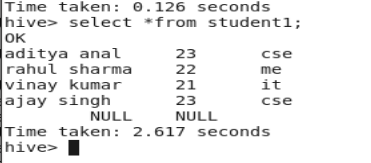 Time taken: 0.126 seconds
hive> select *from student1;
OK
aditya anal     23      cse
rahul sharma    22      me
vinay kumar     21      it
ajay singh      23      cse
        NULL    NULL
Time taken: 2.617 seconds
hive>